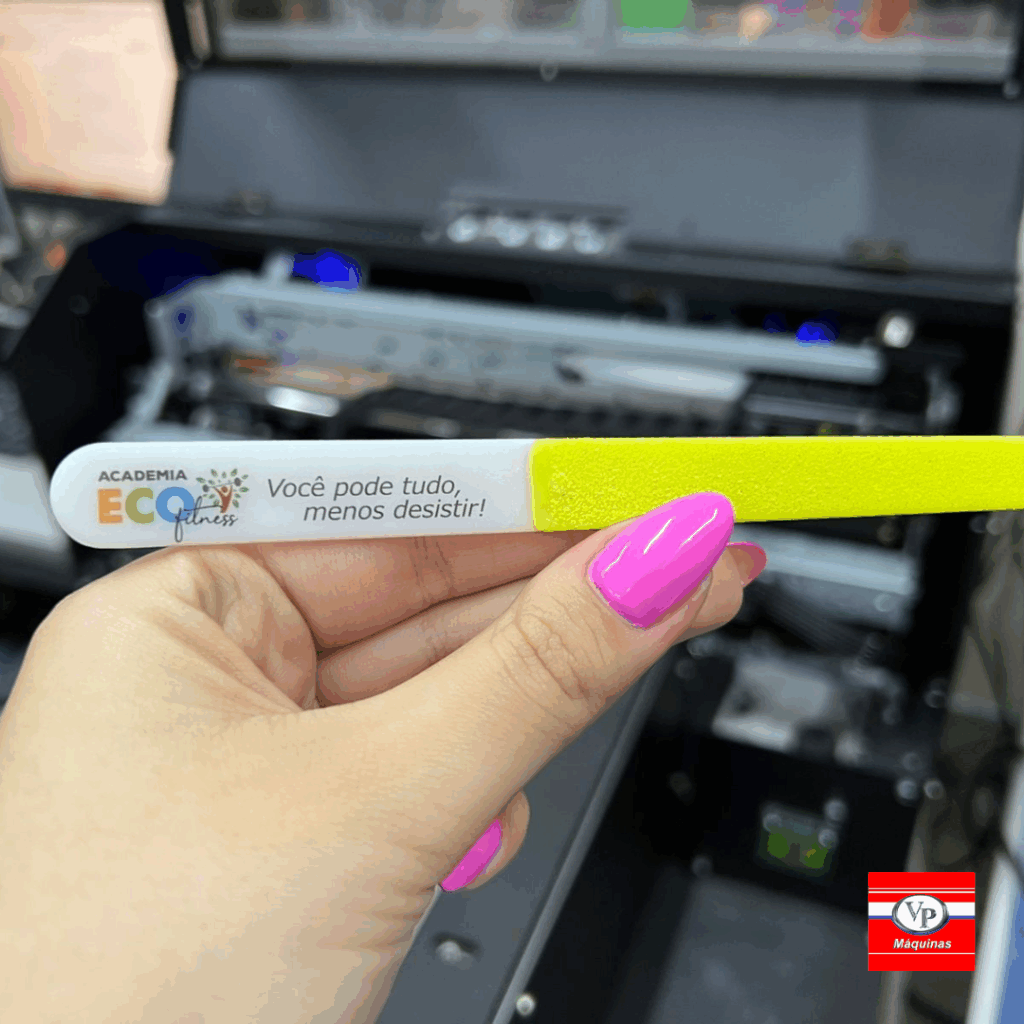 ACADEMIA
ECO
fitness
Você pode tudo,
menos desistir!
VP
Máquinas